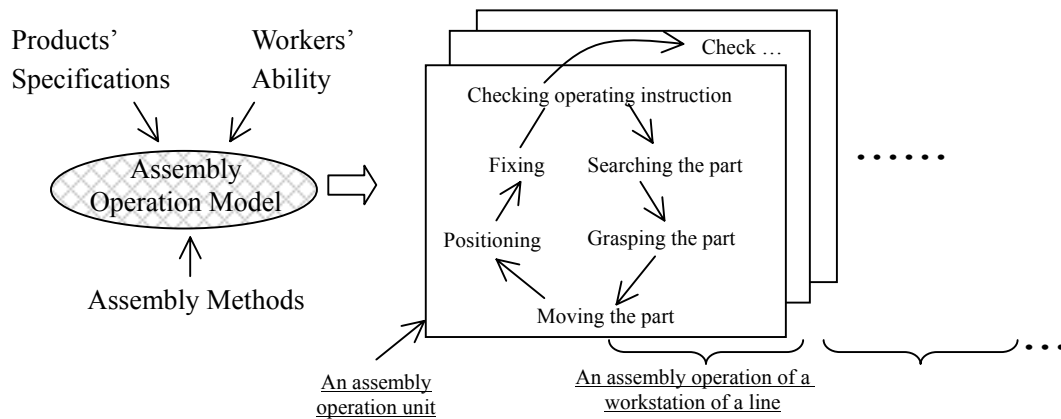 Products’
Specifications
Workers’
Ability
Assembly
Operation Model
Assembly Methods
Check …
Checking operating instruction
Fixing
Searching the part
Positioning
Grasping the part
Moving the part
……
An assembly
operation unit
An assembly operation of a
workstation of a line
…